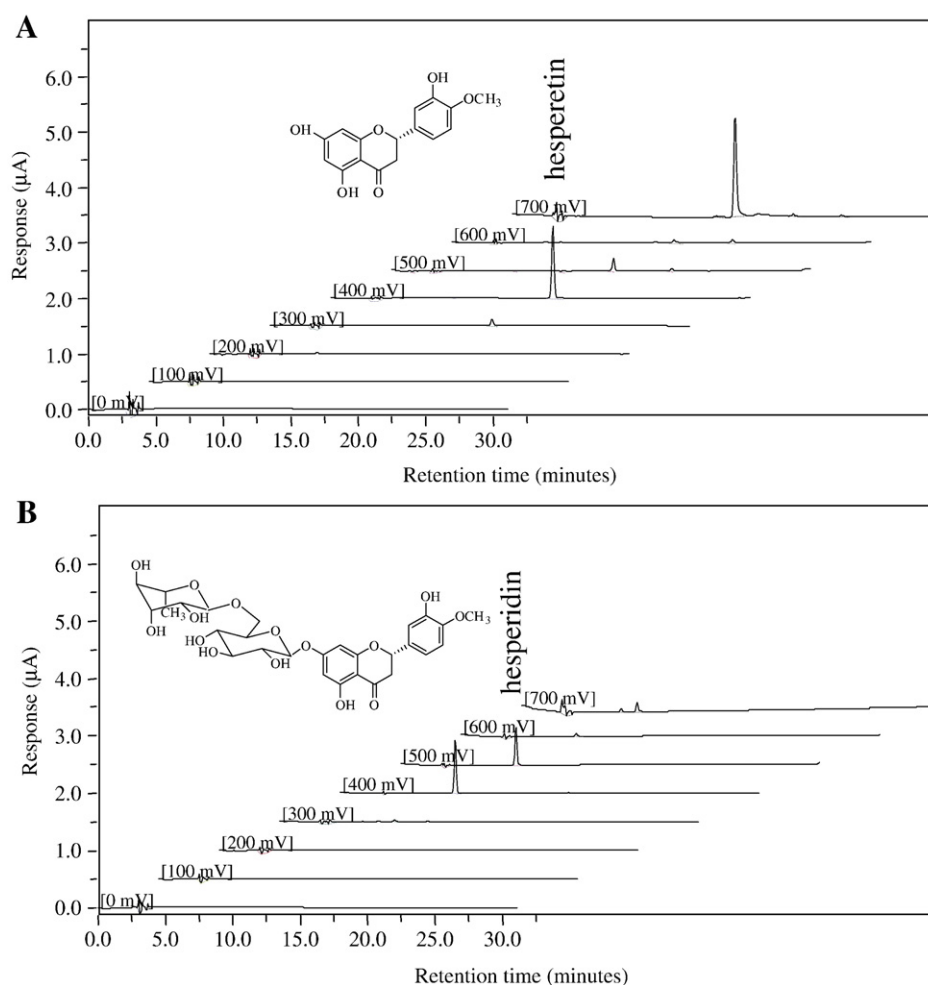 A
6.0
5.0
4.0
3.0
2.0
1.0
0.0
Response (µA)
OH
OCH3
HO
O
OH
O
hesperetin
[700 mV]
[600 mV]
[500 mV]
[400 mV]
[300 mV]
[200 mV]
[100 mV]
[0 mV]
0.0 5.0 10.0 15.0 20.0 25.0 30.0
Retention time (minutes)
B
6.0
5.0
4.0
3.0
2.0
1.0
0.0
Response (µA)
OH
O
CH3
OH
OH
O
HO
HO
O
OH
O
O
OH
O
OH
OCH3
hesperidin
[700 mV]
[600 mV]
[500 mV]
[400 mV]
[300 mV]
[200 mV]
[100 mV]
[0 mV]
0.0 5.0 10.0 15.0 20.0 25.0 30.0
Retention time (minutes)